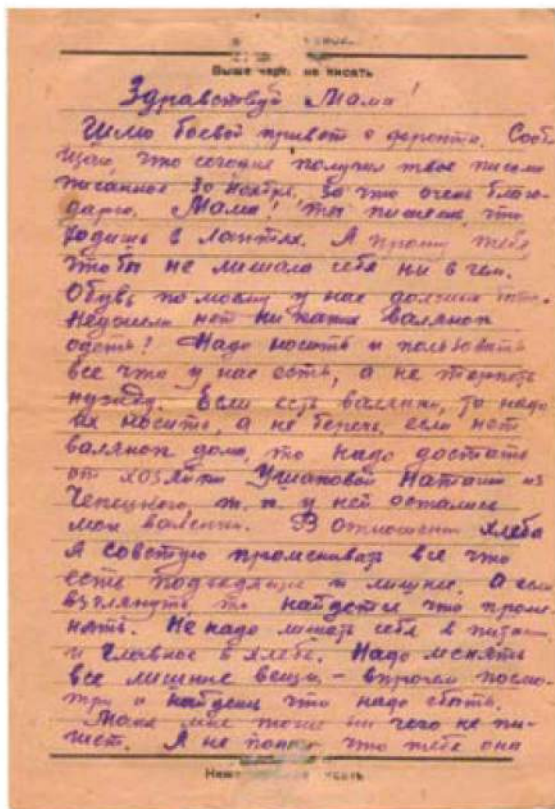 Выше черт. не писать
Здравствуй Мама!
Шлю боевой привет с фронта. Сооб
щаю, что сегодня получил твое письмо
писанное 30 ноября, за что очень благо-
дарю. Мама! ты пишешь, что
ходишь в лаптях. Я прошу тебя,
чтобы не лишала себя ни в чем.
Обувь по моему у нас должна быть.
Неужели нет ни каких валянок
одеть! Надо носить и пользовать
все что у нас есть, а не терпеть
нужду. Если есть валянки, то надо
их носить, а не беречь, если нет
валянок дома, то надо достать
от хозяйки Ушаковой Наташи из
Чепецкого, т.к. у ней остались
мои валенки. В отношении хлеба
Я советую променивать все что
есть подходящее и лишнее. А если
взглянуть то найдется что проме
нять. Не надо лишать себя в питании
и главное в хлебе. Надо менять
все лишние вещи – впрочем посмо-
три и найдешь что надо сбыть.
мне тоже ни чего не пи-
шет. Я не понял что тебе она